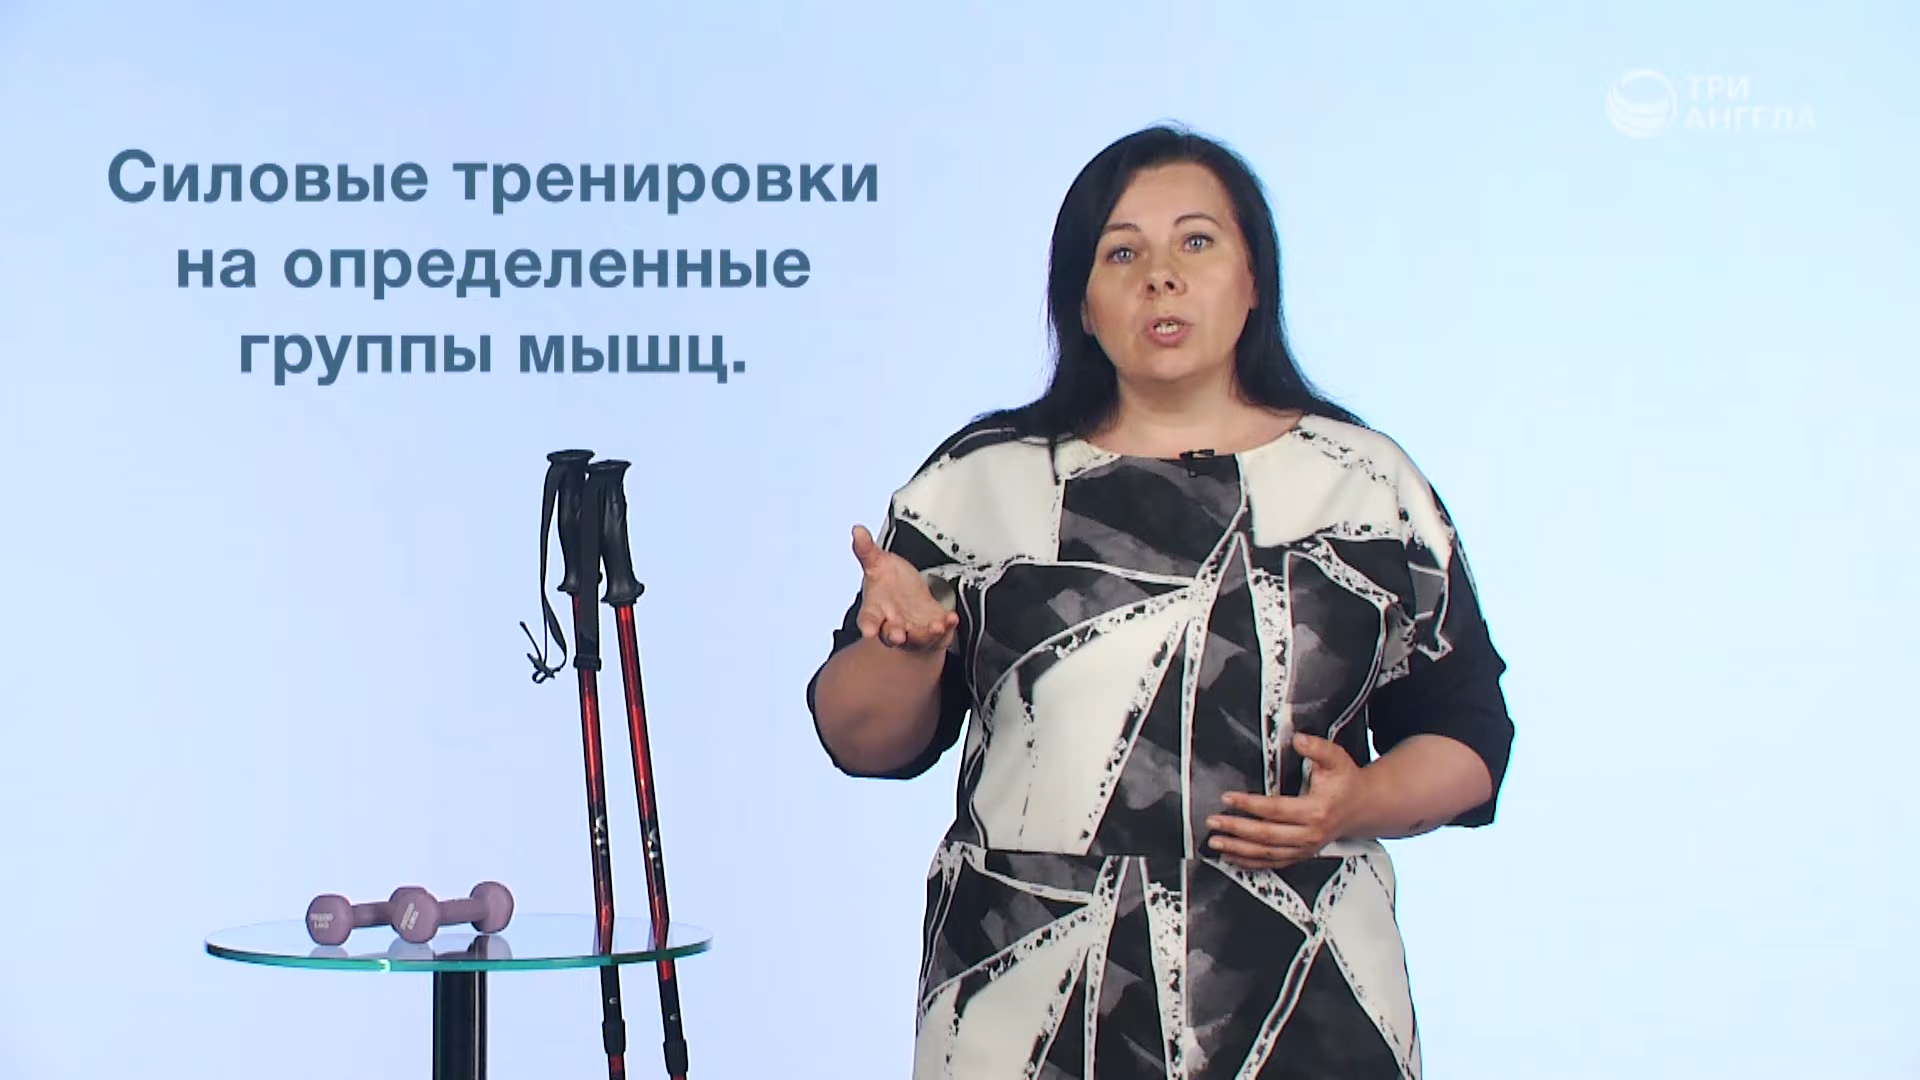 Силовые тренировки
на определенные
группы мышц.
ТРИ
АНГЕЛА